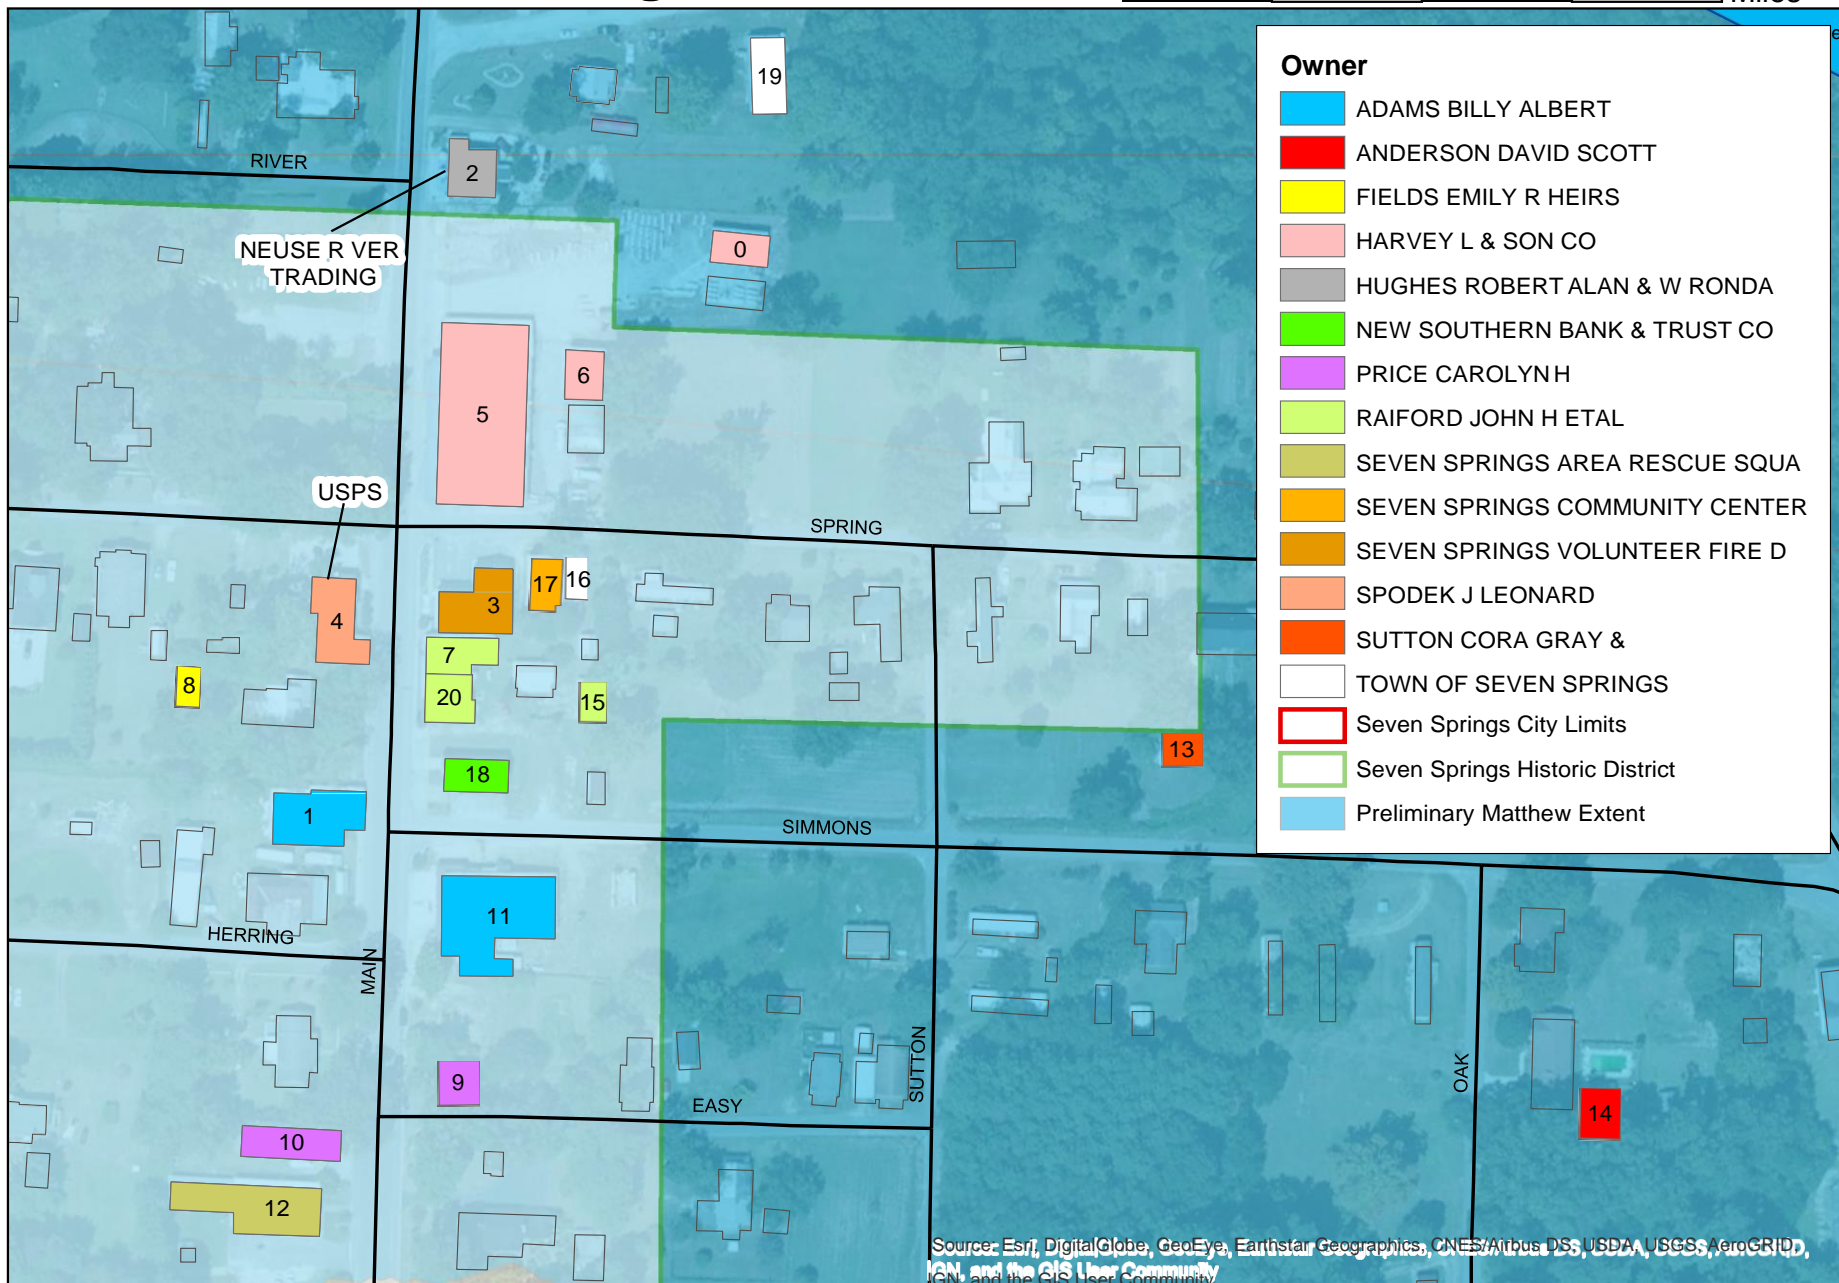 Owner
ADAMS BILLY ALBERT
ANDERSON DAVID SCOTT
FIELDS EMILY R HEIRS
HARVEY L & SON CO
HUGHES ROBERT ALAN & W RONDA
NEW SOUTHERN BANK & TRUST CO
PRICE CAROLYN H
RAIFORD JOHN H ETAL
SEVEN SPRINGS AREA RESCUE SQUA
SEVEN SPRINGS COMMUNITY CENTER
SEVEN SPRINGS VOLUNTEER FIRE D
SPODEK J LEONARD
SUTTON CORA GRAY &
TOWN OF SEVEN SPRINGS
Seven Springs City Limits
Seven Springs Historic District
Preliminary Matthew Extent
19
RIVER
2
NEUSE R VER
TRADING
0
6
5
USPS
SPRING
17
16
3
4
7
8
20
15
13
18
1
SIMMONS
11
HERRING
MAIN
SUTTON
OAK
9
EASY
14
10
12
Source: Esri, DigitalGlobe, GeoEye, Earthstar Geographics, CNES/Airbus DS, USDA, USGS, AeroGRID,
IGN, and the GIS User Community